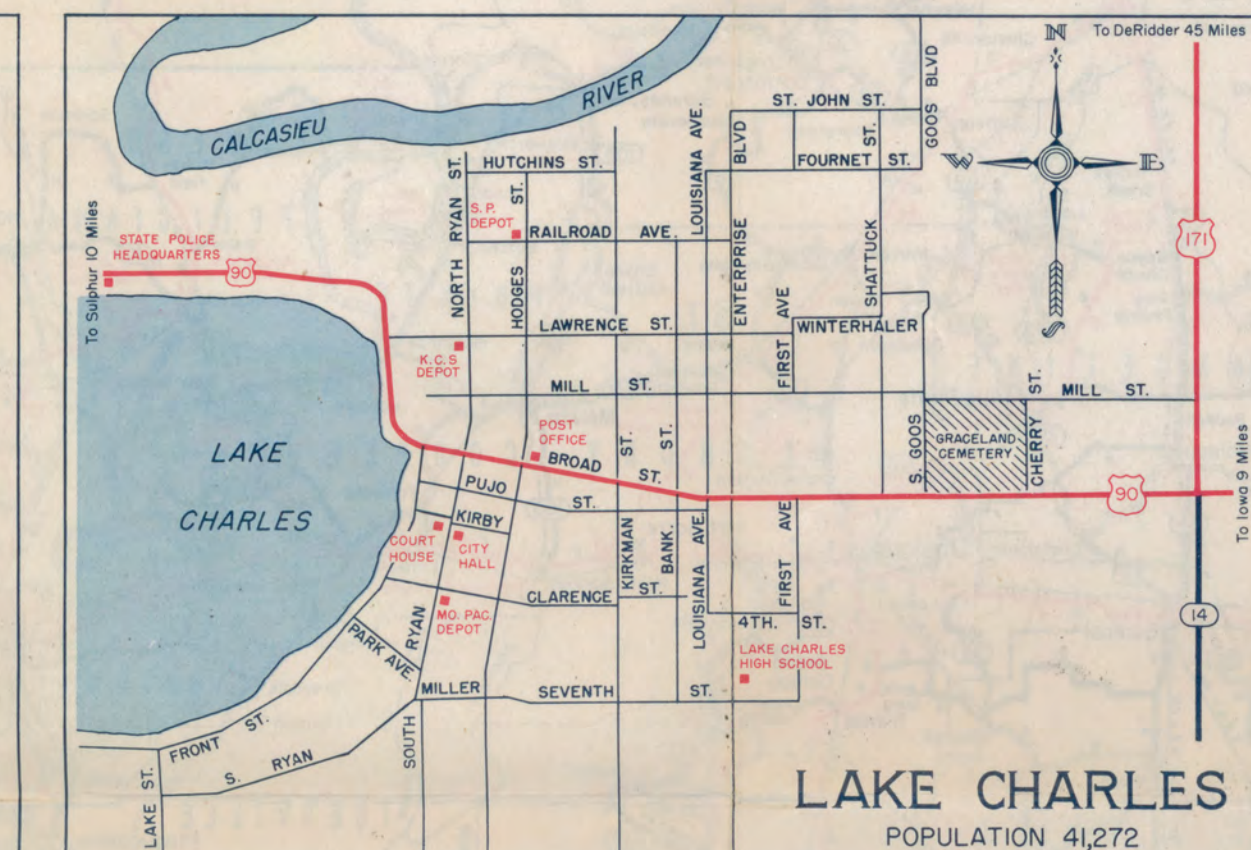 To DeRidder 45 Miles
N
W
E
S
CALCASIEU
RIVER
GOOS BLVD
ST. JOHN ST.
LOUISIANA AVE.
ENTERPRISE BLVD
FOURNET ST.
SHATTUCK ST.
HUTCHINS ST.
NORTH RYAN ST.
HODGES ST.
S. P.
DEPOT
RAILROAD AVE.
171
STATE POLICE
HEADQUARTERS
90
To Sulphur 10 Miles
LAWRENCE ST.
FIRST AVE
WINTERHALER
K.C.S
DEPOT
MILL ST.
MILL ST.
LAKE
CHARLES
POST
OFFICE
BROAD
ST.
KIRKMAN ST.
BANK ST.
S. GOOS
GRACELAND
CEMETERY
CHERRY ST.
90
To Iowa 9 Miles
PUJO
ST.
KIRBY
COURT
HOUSE
CITY
HALL
LOUISIANA AVE.
FIRST AVE
CLARENCE
ST.
MO. PAC.
DEPOT
4TH. ST.
14
PARK AVE.
SOUTH RYAN
LAKE CHARLES
HIGH SCHOOL
MILLER
SEVENTH ST.
FRONT ST.
S. RYAN
LAKE ST.
LAKE CHARLES
POPULATION 41,272